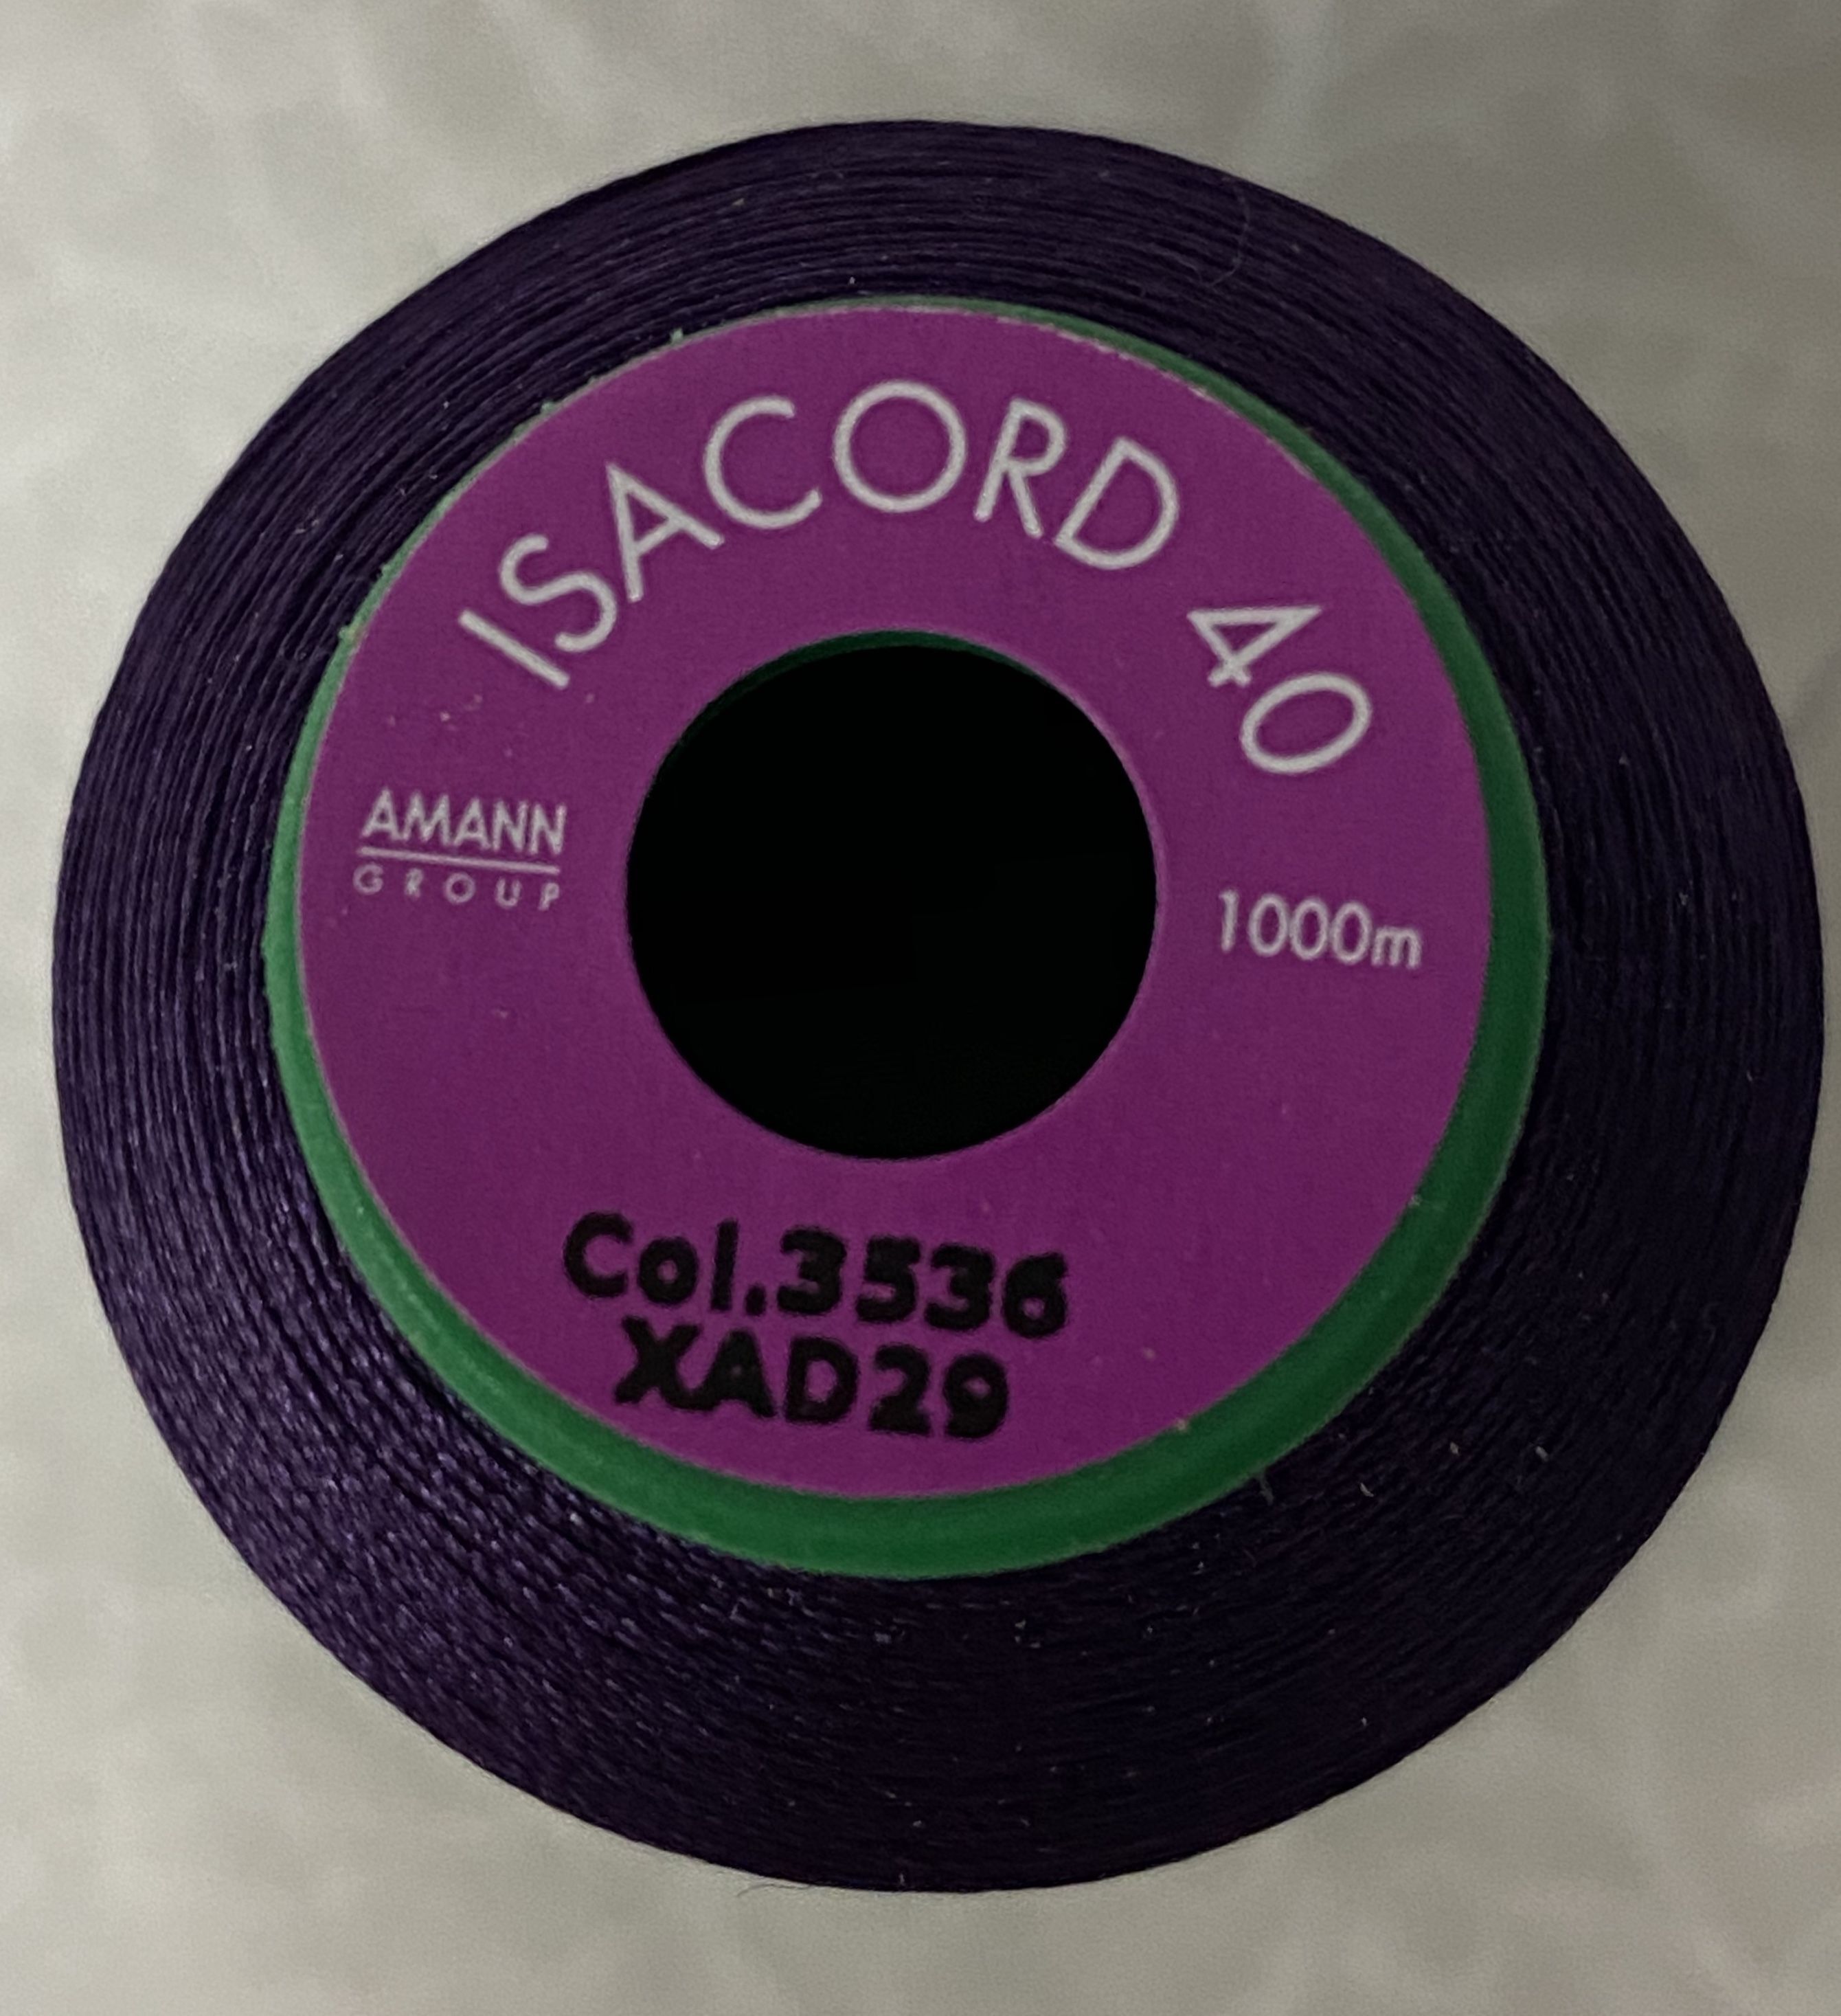 ISACORD 40
AMANN
GROUP
1000m
Col.3536
XAD29